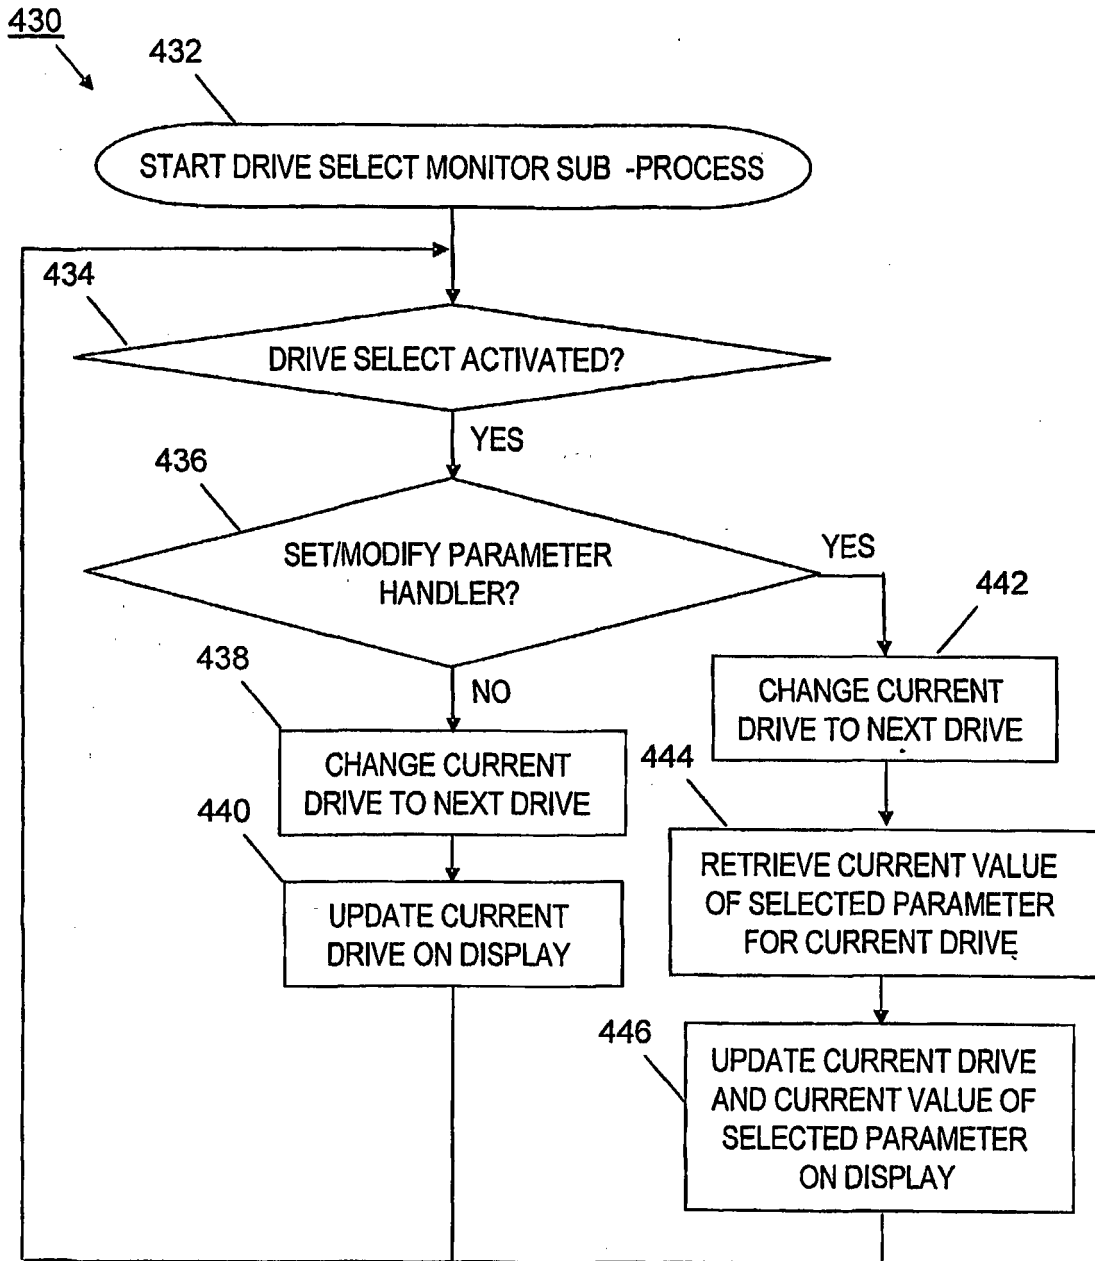 430
432
START DRIVE SELECT MONITOR SUB -PROCESS
434
DRIVE SELECT ACTIVATED?
YES
436
SET/MODIFY PARAMETER
HANDLER?
YES
442
438
NO
CHANGE CURRENT
DRIVE TO NEXT DRIVE
CHANGE CURRENT
DRIVE TO NEXT DRIVE
444
440
RETRIEVE CURRENT VALUE
OF SELECTED PARAMETER
FOR CURRENT DRIVE
UPDATE CURRENT
DRIVE ON DISPLAY
446
UPDATE CURRENT DRIVE
AND CURRENT VALUE OF
SELECTED PARAMETER
ON DISPLAY